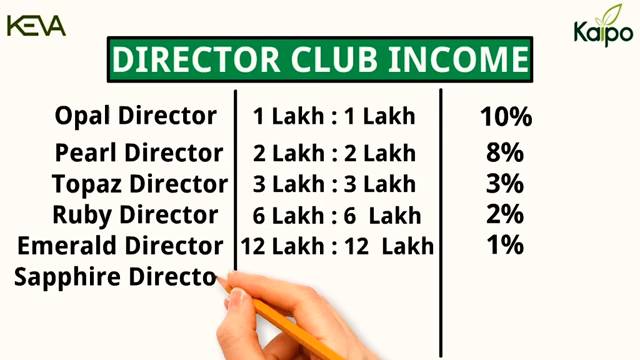 KEVA
Kaipo
DIRECTOR CLUB INCOME
Opal Director 1 Lakh : 1 Lakh 10%
Pearl Director 2 Lakh : 2 Lakh 8%
Topaz Director 3 Lakh : 3 Lakh 3%
Ruby Director 6 Lakh : 6 Lakh 2%
Emerald Director 12 Lakh : 12 Lakh 1%
Sapphire Directo